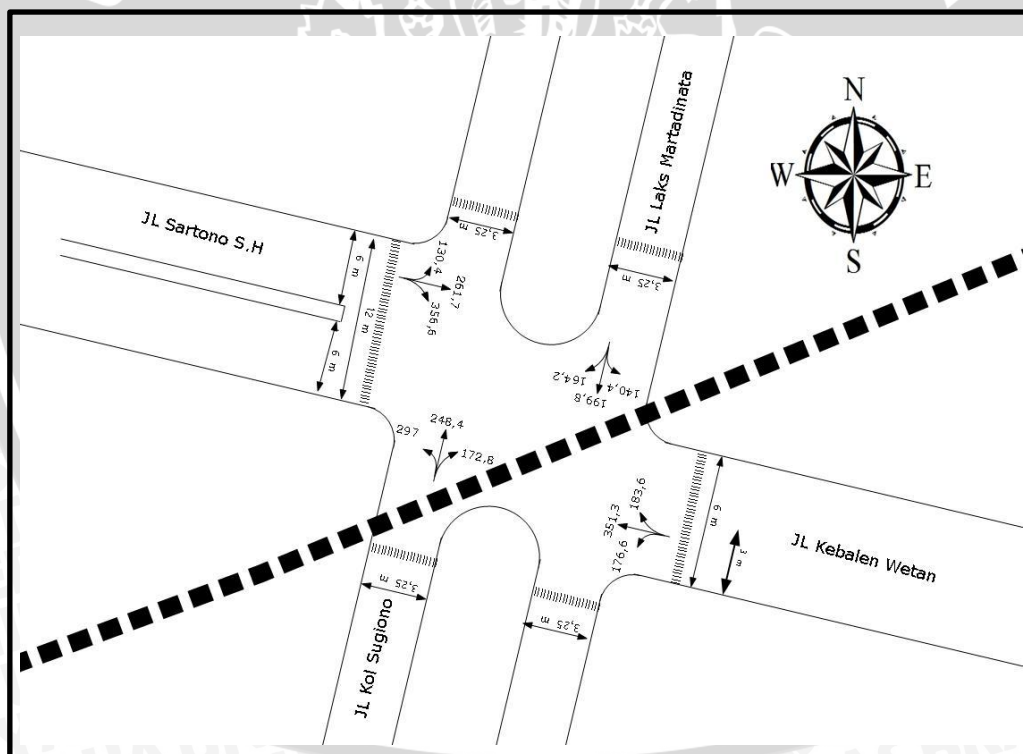 N
W
E
S
JL Laks Martadinata
JL Sartono S.H
3,25 m
3,25 m
6 m
12 m
6 m
130,4
261,7
356,6
164,2
199,8
140,4
297
248,4
172,8
183,6
351,3
176,6
6 m
3 m
JL Kebalen Wetan
3,25 m
3,25 m
JL Kol Sugiono